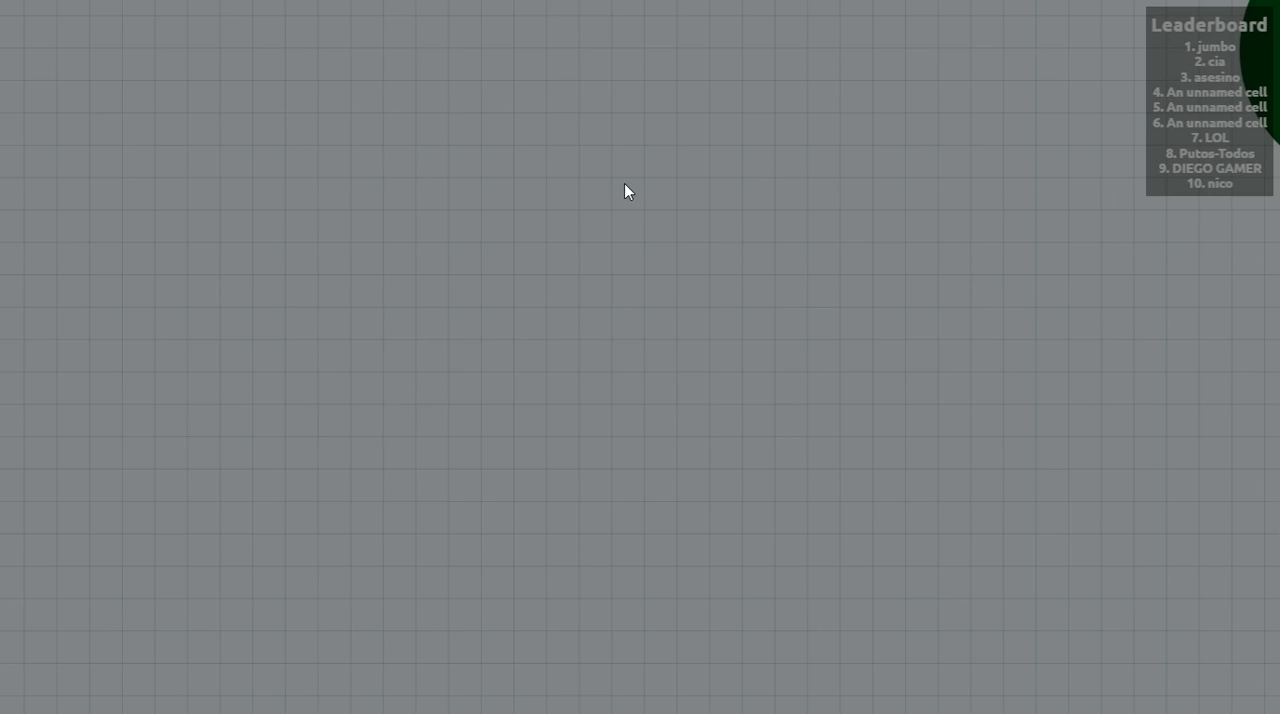 Leaderboard
1. jumbo
2. cia
3. asesino
4. An unnamed cell
5. An unnamed cell
6. An unnamed cell
7. LOL
8. Putos-Todos
9. DIEGO GAMER
10. nico